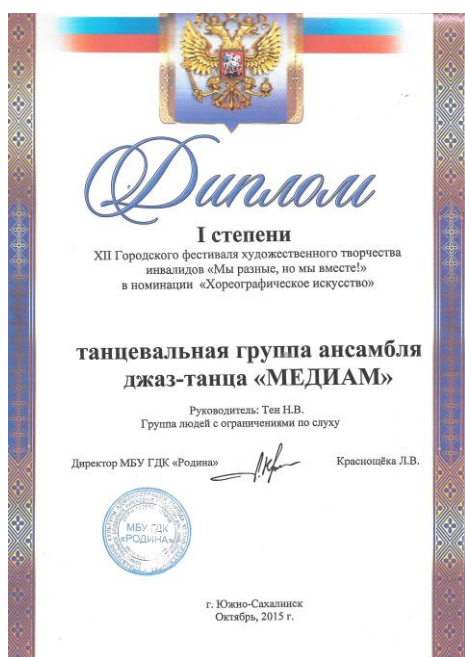 Диплом
I степени
XII Городского фестиваля художественного творчества
инвалидов «Мы разные, но мы вместе!»
в номинации «Хореографическое искусство»
танцевальная группа ансамбля
джаз-танца «МЕДИАМ»
Руководитель: Тен Н.В.
Группа людей с ограничениями по слуху
Директор МБУ ГДК «Родина»
Краснощёка Л.В.
МБУ ГДК
«РОДИНА»
г. Южно-Сахалинск
Октябрь, 2015 г.